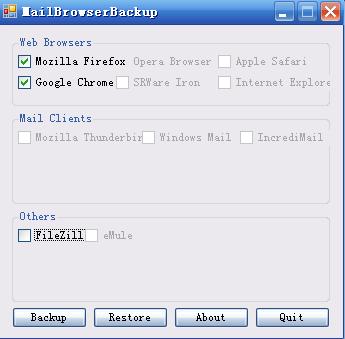 MailBrowserBackup
Web Browsers
Mozilla Firefox Opera Browser Apple Safari
Google Chrome SRWare Iron Internet Explore
Mail Clients
Mozilla Thunderbir Windows Mail IncrediMail
Others
FileZill eMule
Backup Restore About Quit